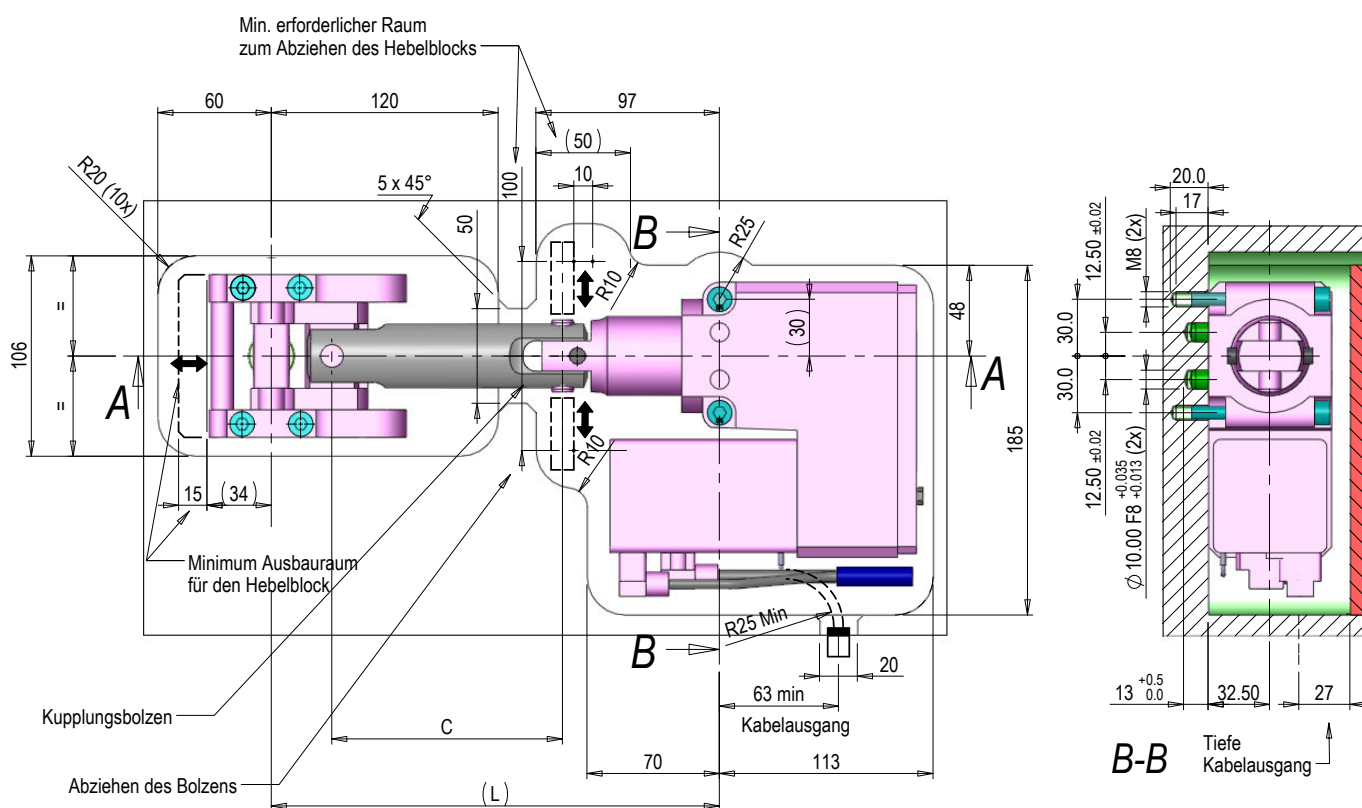 Min. erforderlicher Raum
zum Abziehen des Hebelblocks
60
120
97
(50)
10
R20 (10x)
5 x 45°
50
100
B
R25
R10
(30)
48
106
=
=
A
A
185
R10
15
(34)
Minimum Ausbauraum
für den Hebelblock
R25 Min
B
20
63 min
Kabelausgang
Kupplungsbolzen
C
Abziehen des Bolzens
70
113
(L)
20.0
17
12.50 ±0.02
M8 (2x)
30.0
30.0
12.50 ±0.02
∅ 10.00 F8 +0.035 +0.013 (2x)
13 +0.5 0.0
32.50
27
B-B
Tiefe
Kabelausgang